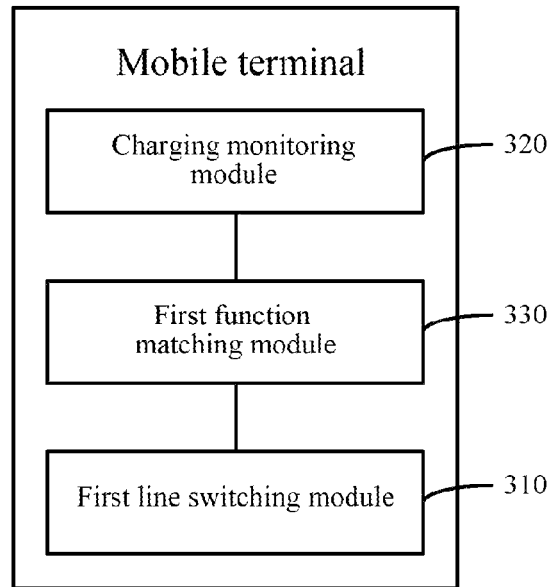 Mobile terminal
Charging monitoring
module
320
First function
matching module
330
First line switching module
310